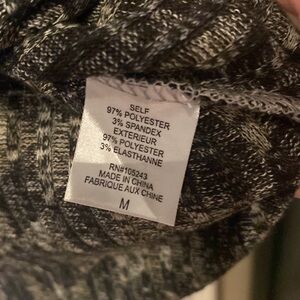 SELF
97% POLYESTER
3% SPANDEX
EXTERIEUR
97% POLYESTER
3% ELASTHANNE
RN#105243
MADE IN CHINA
FABRIQUE AUX CHINE
M